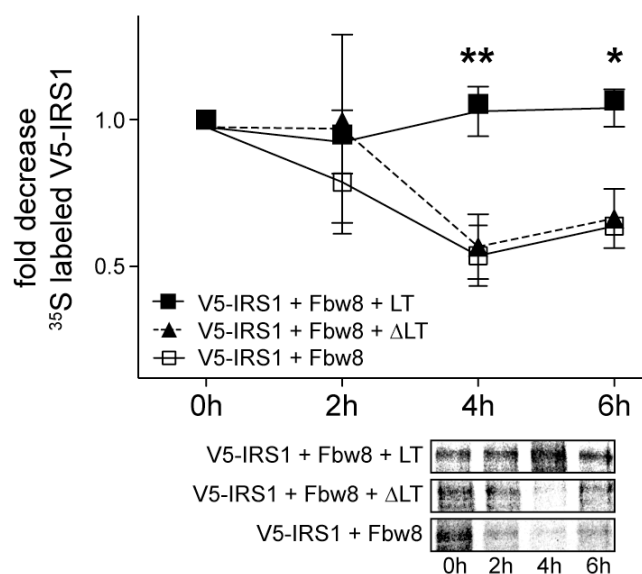 ** *
fold decrease
³⁵S labeled V5-IRS1
1.0
0.5
V5-IRS1 + Fbw8 + LT
V5-IRS1 + Fbw8 + ΔLT
V5-IRS1 + Fbw8
0h 2h 4h 6h
V5-IRS1 + Fbw8 + LT
V5-IRS1 + Fbw8 + ΔLT
V5-IRS1 + Fbw8
0h 2h 4h 6h